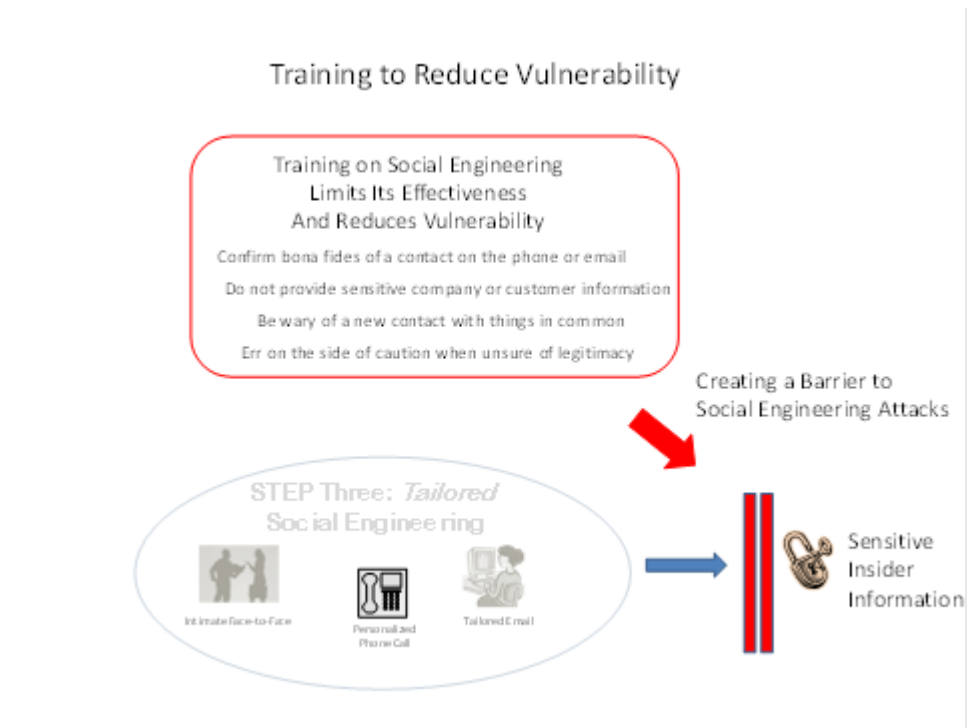 Training to Reduce Vulnerability
Training on Social Engineering
Limits Its Effectiveness
And Reduces Vulnerability
Confirm bona fides of a contact on the phone or email
Do not provide sensitive company or customer information
Be wary of a new contact with things in common
Err on the side of caution when unsure of legitimacy
Creating a Barrier to
Social Engineering Attacks
STEP Three: Tailored
Social Engineering
Intimate Face-to-Face
Personalized
Phone Call
Tailored Email
Sensitive
Insider
Information